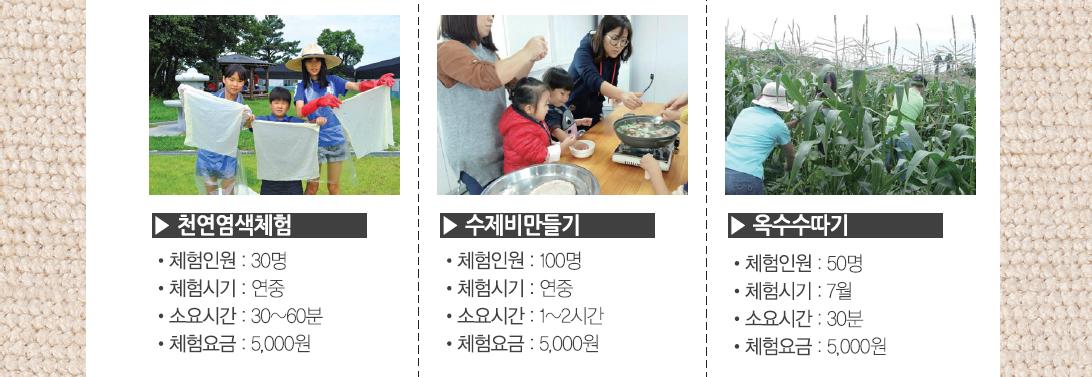 ▶ 천연염색체험
• 체험인원 : 30명
• 체험시기 : 연중
• 소요시간 : 30~60분
• 체험요금 : 5,000원
▶ 수제비만들기
• 체험인원 : 100명
• 체험시기 : 연중
• 소요시간 : 1~2시간
• 체험요금 : 5,000원
▶ 옥수수따기
• 체험인원 : 50명
• 체험시기 : 7월
• 소요시간 : 30분
• 체험요금 : 5,000원